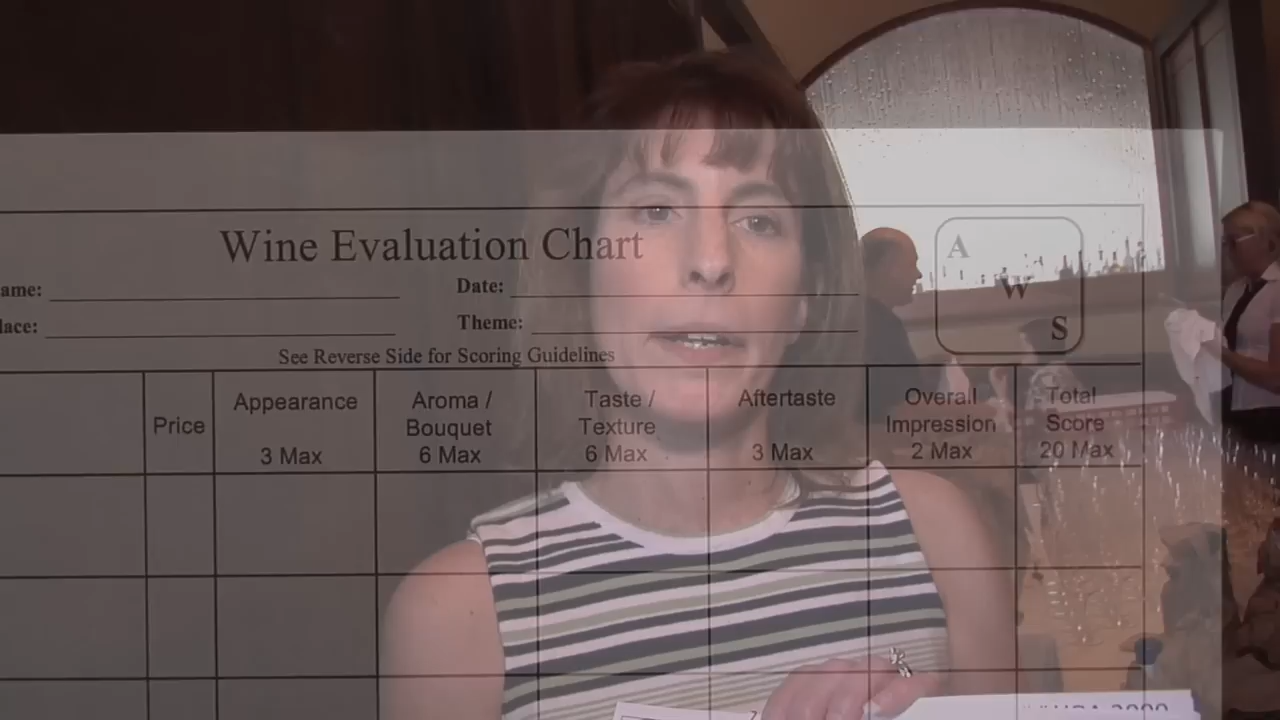 Wine Evaluation Chart
ame:
Date:
lace:
Theme:
See Reverse Side for Scoring Guidelines
A
W
S
Price
Appearance
3 Max
Aroma /
Bouquet
6 Max
Taste /
Texture
6 Max
Aftertaste
3 Max
Overall
Impression
2 Max
Total
Score
20 Max